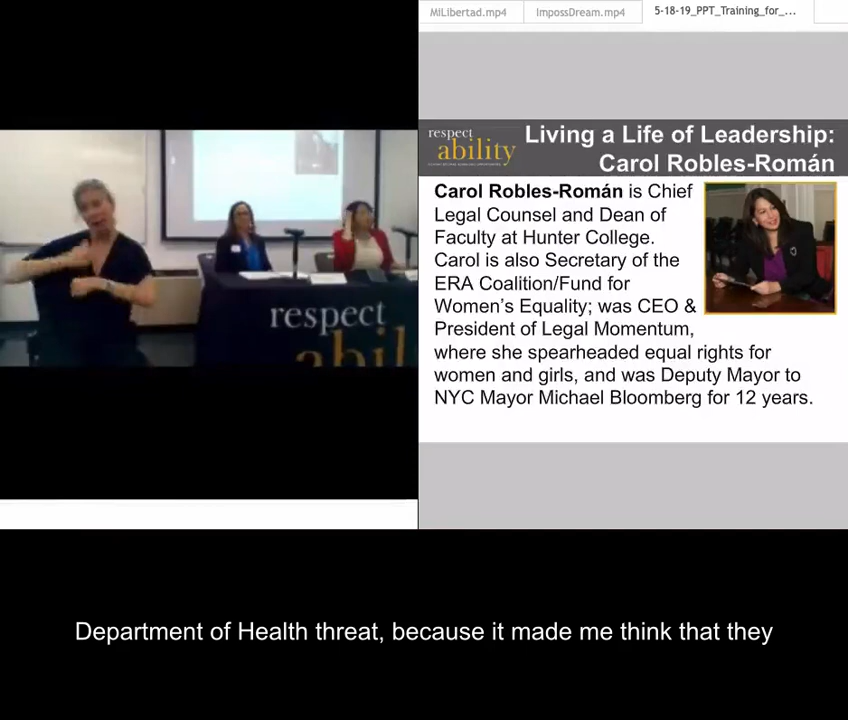 MiLibertad.mp4
ImpossDream.mp4
5-18-19_PPT_Training_for_...
respect
ability
Living a Life of Leadership:
Carol Robles-Román
Carol Robles-Román is Chief
Legal Counsel and Dean of
Faculty at Hunter College.
Carol is also Secretary of the
ERA Coalition/Fund for
Women's Equality; was CEO &
President of Legal Momentum,
where she spearheaded equal rights for
women and girls, and was Deputy Mayor to
NYC Mayor Michael Bloomberg for 12 years.
respect
abil
Department of Health threat, because it made me think that they